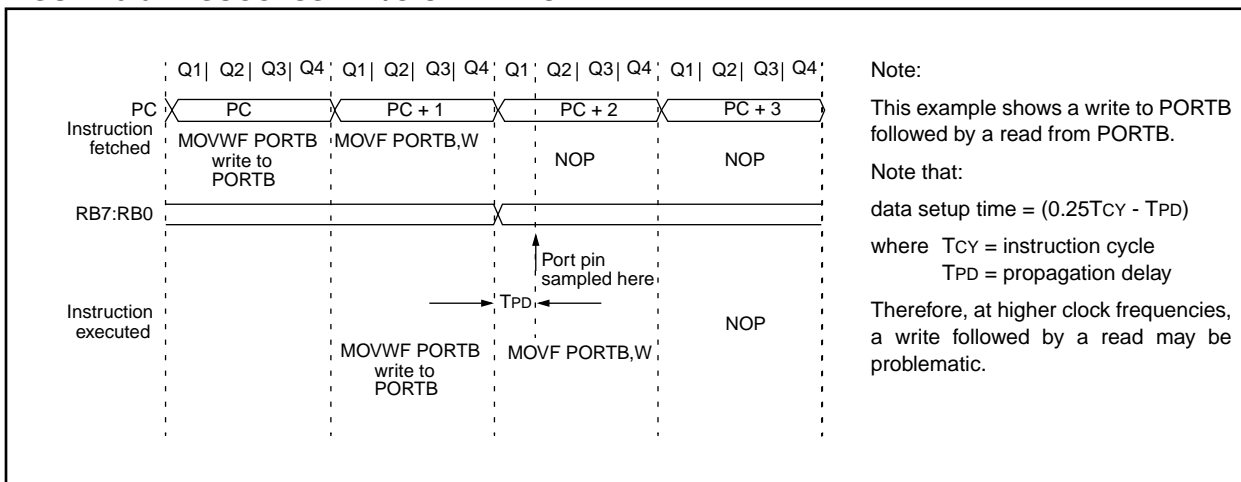 Q1| Q2| Q3| Q4 Q1| Q2| Q3| Q4 Q1 Q2| Q3| Q4 Q1| Q2| Q3| Q4
PC PC PC + 1 PC + 2 PC + 3
Instruction
fetched
MOVWF PORTB
write to
PORTB
MOVF PORTB,W
NOP
NOP
RB7:RB0
Port pin
sampled here
TPD
Instruction
executed
MOVWF PORTB
write to
PORTB
MOVF PORTB,W
NOP
Note:
This example shows a write to PORTB
followed by a read from PORTB.
Note that:
data setup time = (0.25TCY - TPD)
where TCY = instruction cycle
TPD = propagation delay
Therefore, at higher clock frequencies,
a write followed by a read may be
problematic.